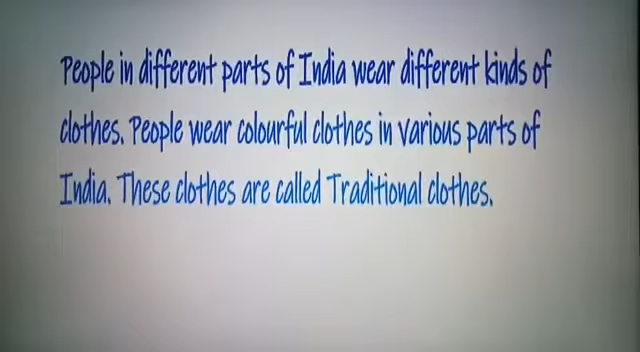 People in different parts of India wear different kinds of
clothes. People wear colourful clothes in various parts of
India. These clothes are called Traditional clothes.